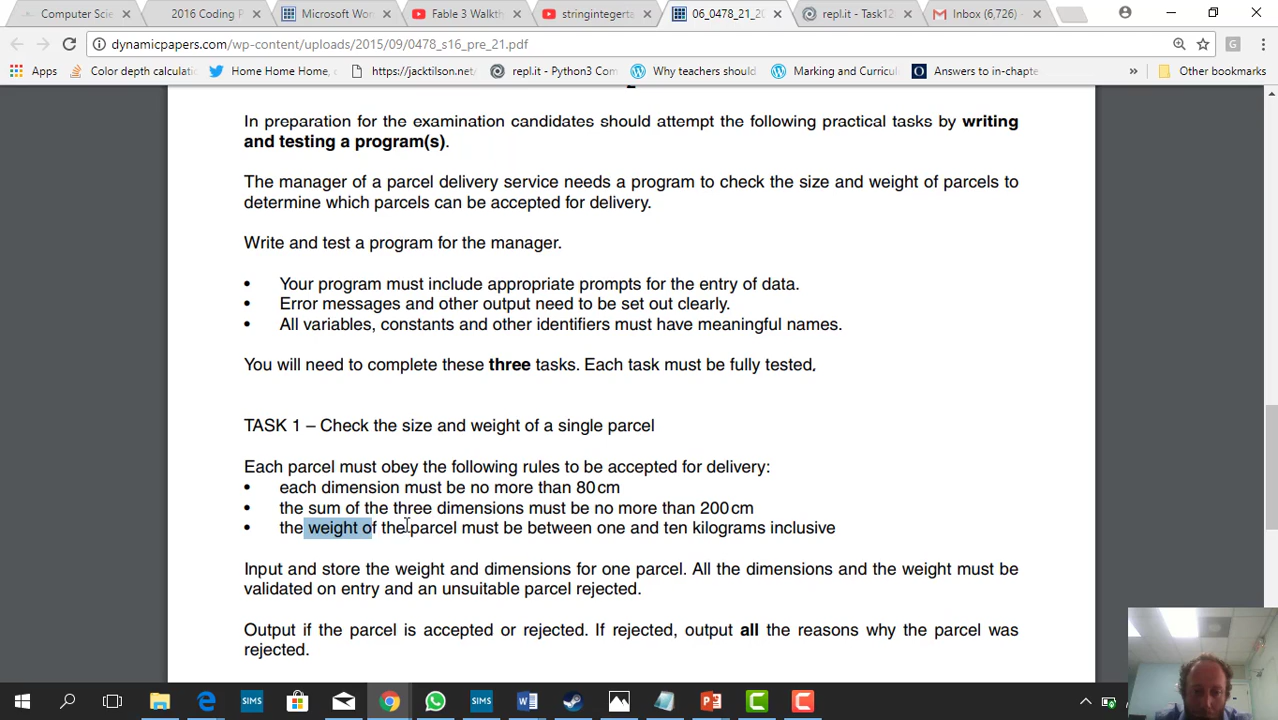 Computer Scie
2016 Coding P
Microsoft Wor
Fable 3 Walkth
stringintegerta
06_0478_21_20
repl.it - Task12
Inbox (6,726)
dynamicpapers.com/wp-content/uploads/2015/09/0478_s16_pre_21.pdf
G
Apps
Color depth calculati
Home Home Home.
https://jacktilson.net/
repl.it - Python3 Com
Why teachers should
Marking and Curricu
Answers to in-chapte
»
Other bookmarks
In preparation for the examination candidates should attempt the following practical tasks by writing
and testing a program(s).
The manager of a parcel delivery service needs a program to check the size and weight of parcels to
determine which parcels can be accepted for delivery.
Write and test a program for the manager.
• Your program must include appropriate prompts for the entry of data.
• Error messages and other output need to be set out clearly.
• All variables, constants and other identifiers must have meaningful names.
You will need to complete these three tasks. Each task must be fully tested.
TASK 1 – Check the size and weight of a single parcel
Each parcel must obey the following rules to be accepted for delivery:
• each dimension must be no more than 80 cm
• the sum of the three dimensions must be no more than 200 cm
• the weight of the parcel must be between one and ten kilograms inclusive
Input and store the weight and dimensions for one parcel. All the dimensions and the weight must be
validated on entry and an unsuitable parcel rejected.
Output if the parcel is accepted or rejected. If rejected, output all the reasons why the parcel was
rejected.
SIMS
SIMS